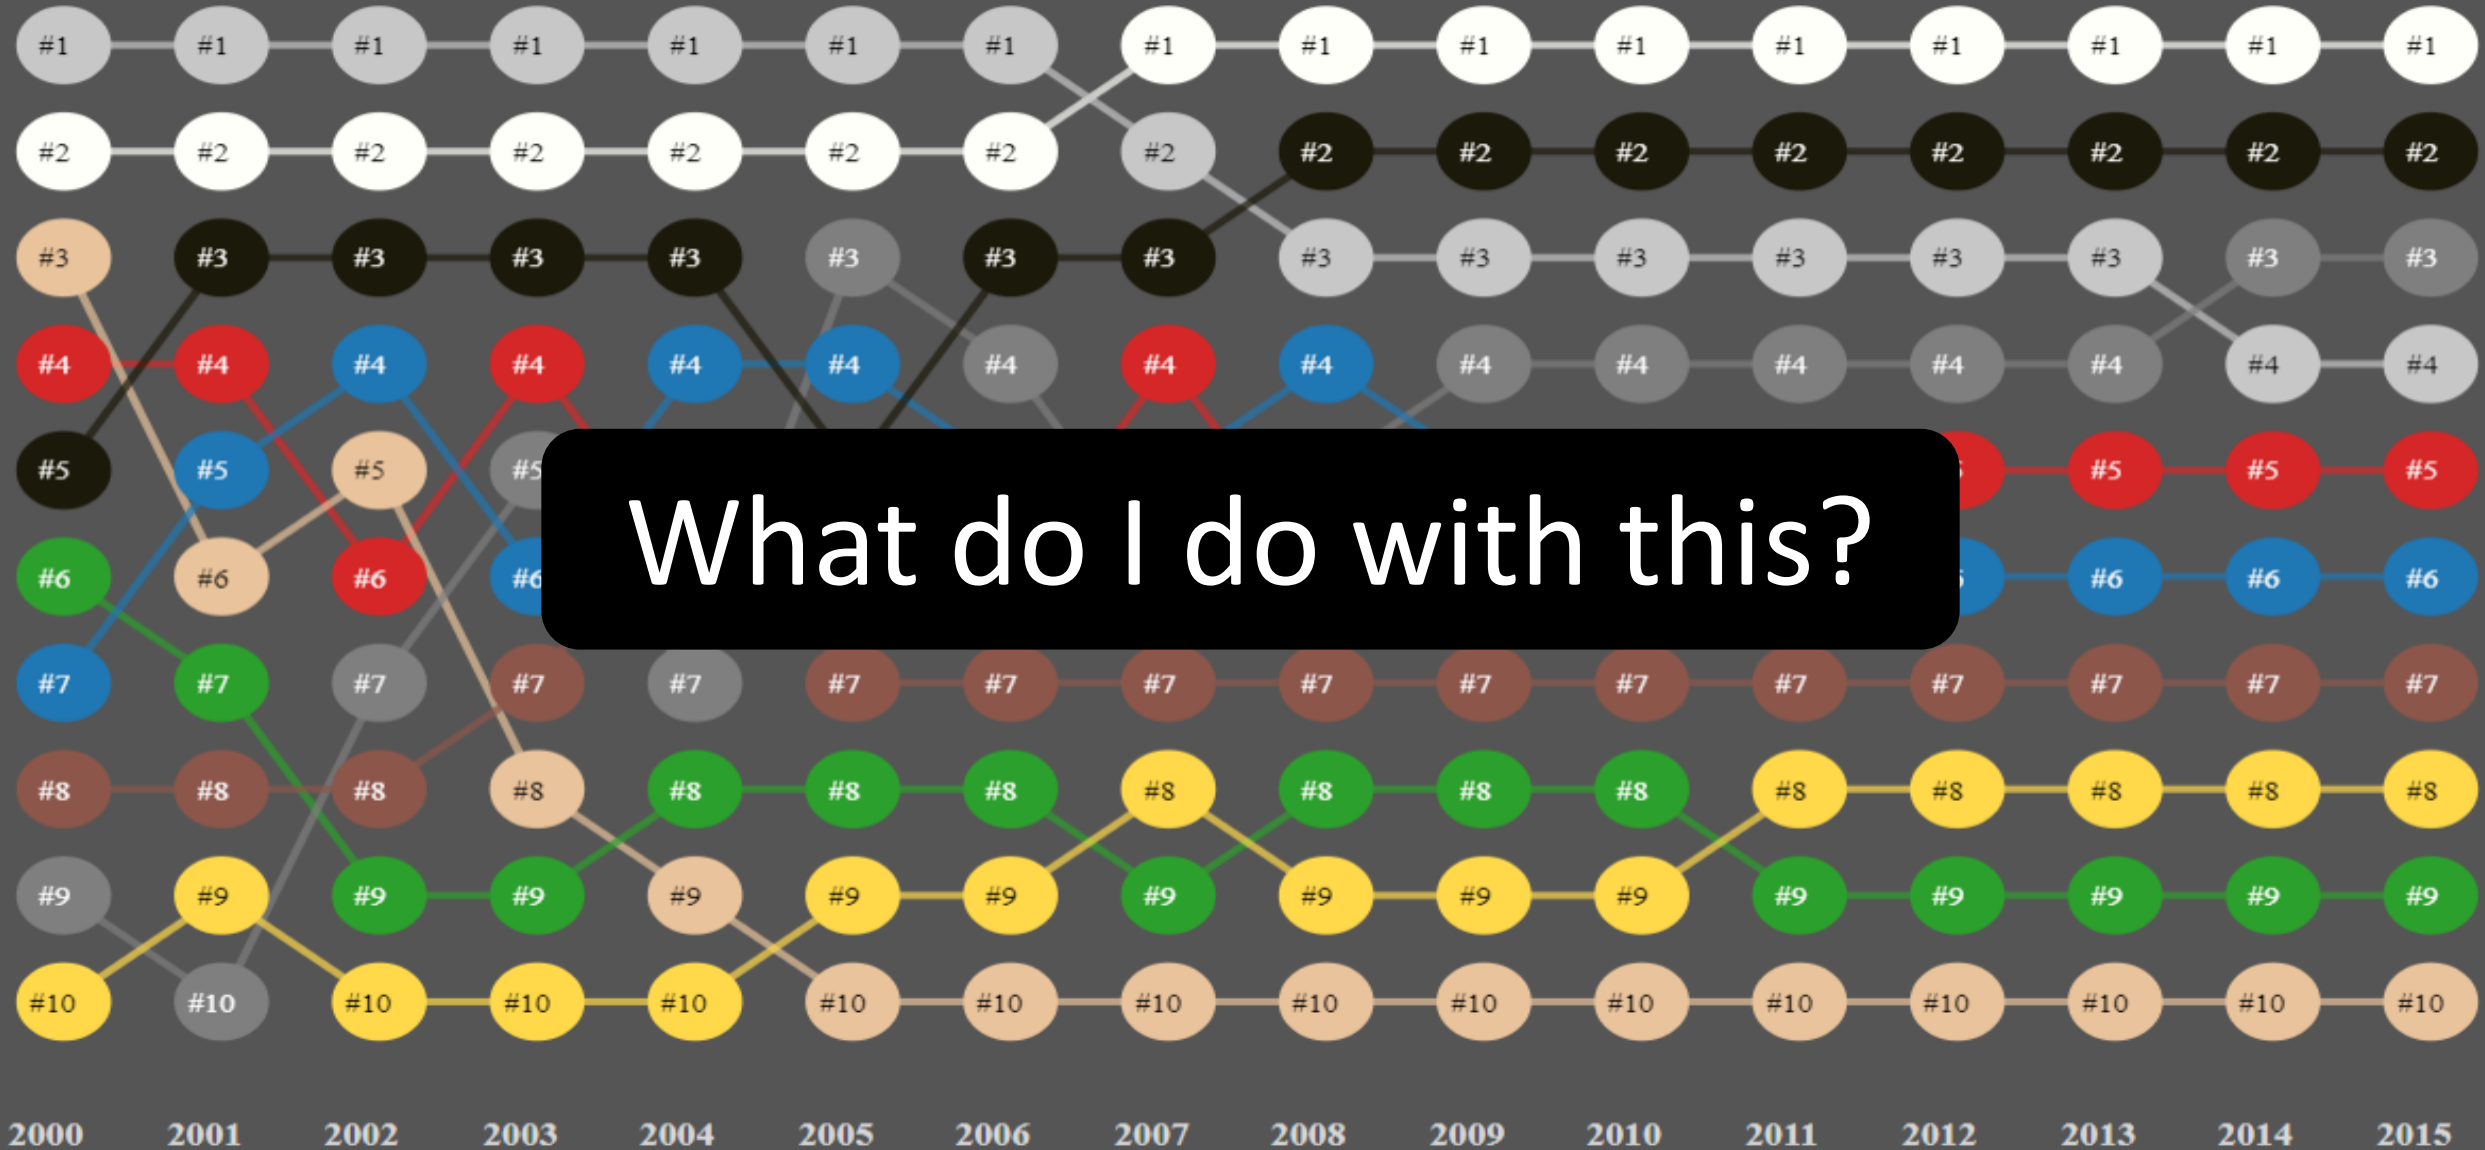 #1 #1 #1 #1 #1 #1 #1 #1 #1 #1 #1 #1 #1 #1 #1 #1
#2 #2 #2 #2 #2 #2 #2 #2 #2 #2 #2 #2 #2 #2 #2 #2
#3 #3 #3 #3 #3 #3 #3 #3 #3 #3 #3 #3 #3 #3 #3 #3
#4 #4 #4 #4 #4 #4 #4 #4 #4 #4 #4 #4 #4 #4 #4 #4
#5 #5 #5 #5 #5 #5 #5
What do I do with this?
#6 #6 #6 #6 #6 #6 #6
#7 #7 #7 #7 #7 #7 #7 #7 #7 #7 #7 #7 #7 #7 #7 #7
#8 #8 #8 #8 #8 #8 #8 #8 #8 #8 #8 #8 #8 #8 #8 #8
#9 #9 #9 #9 #9 #9 #9 #9 #9 #9 #9 #9 #9 #9 #9 #9
#10 #10 #10 #10 #10 #10 #10 #10 #10 #10 #10 #10 #10 #10 #10 #10
2000 2001 2002 2003 2004 2005 2006 2007 2008 2009 2010 2011 2012 2013 2014 2015